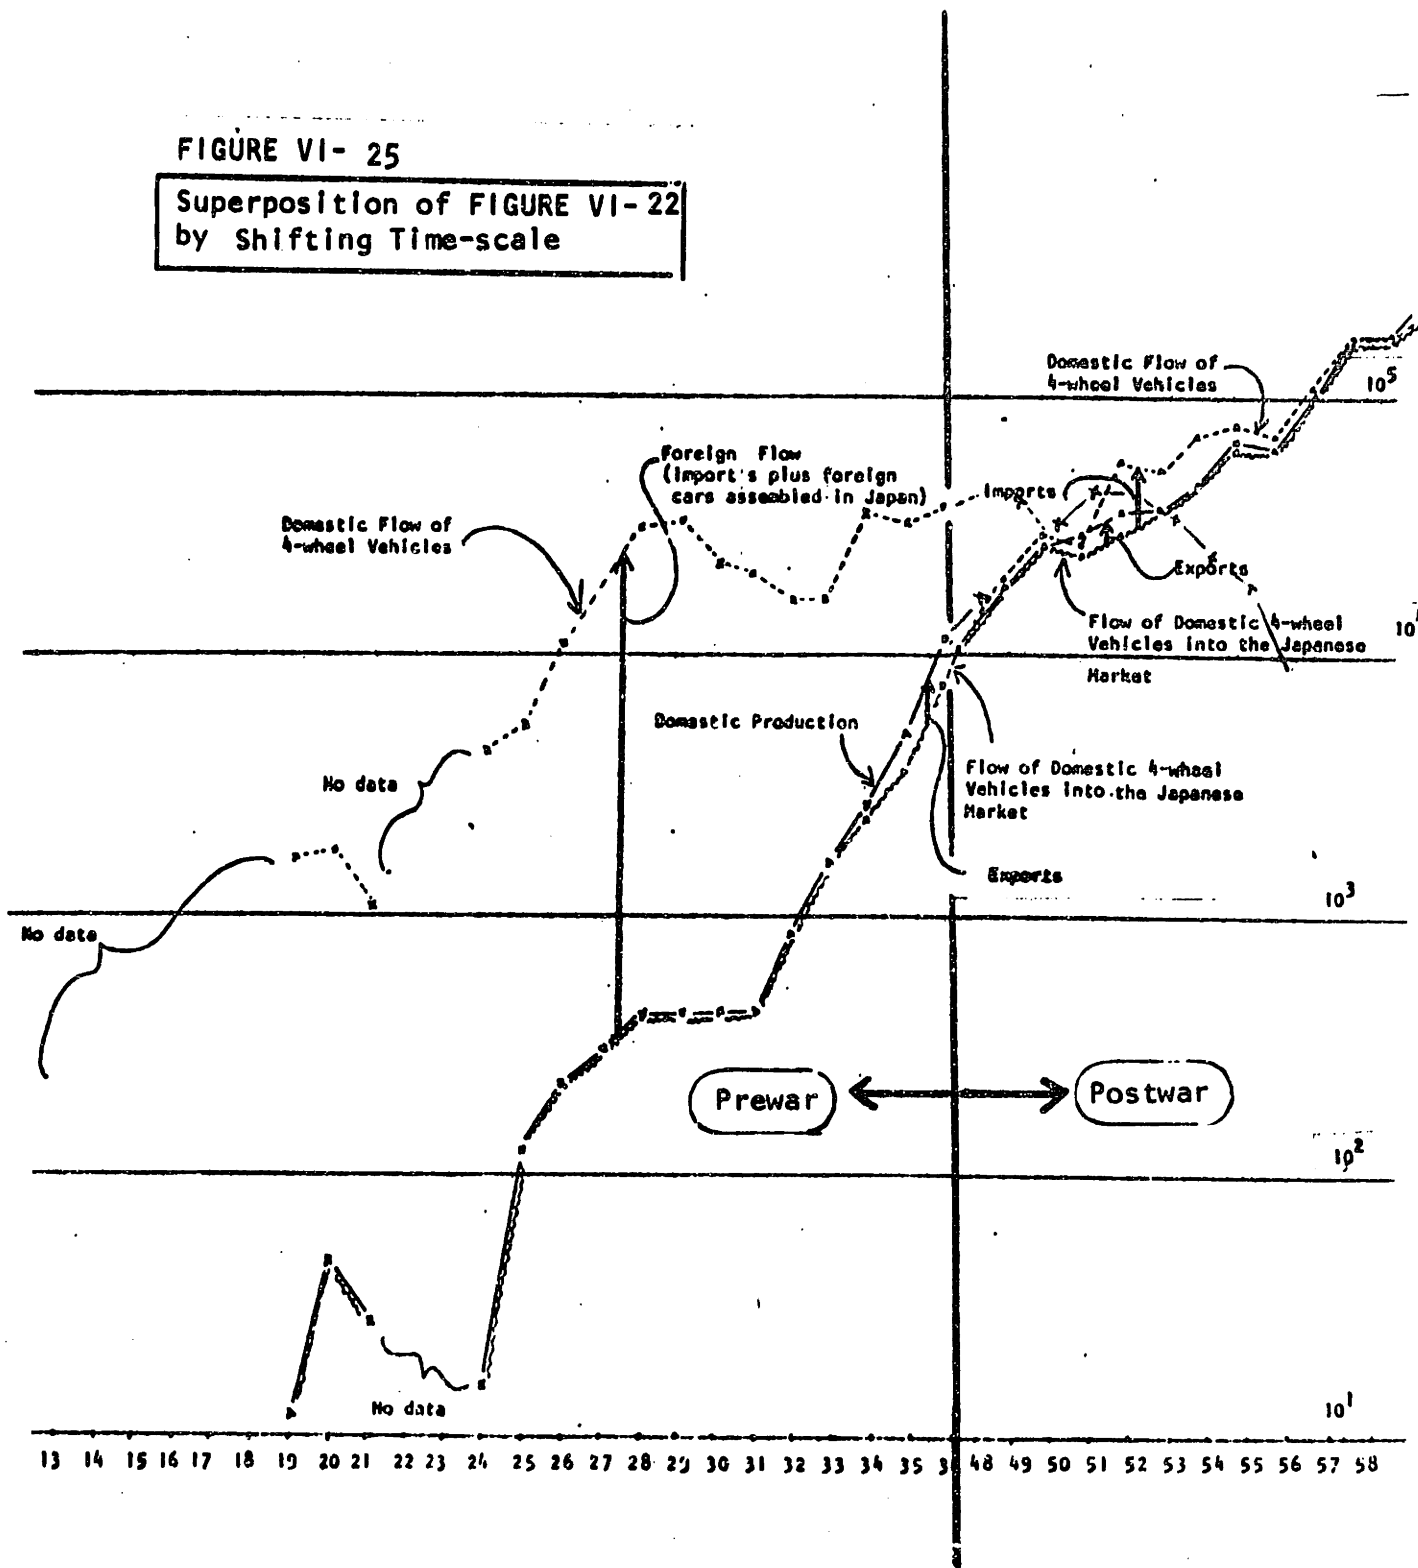 FIGURE VI- 25
Superposition of FIGURE VI-22
by Shifting Time-scale
Domestic Flow of
4-wheel Vehicles
10⁵
Foreign Flow
(Import's plus foreign
cars assembled in Japan)
Imports
Domestic Flow of
4-wheel Vehicles
Exports
Flow of Domestic 4-wheel
Vehicles into the Japanese
Market
Domestic Production
No data
Flow of Domestic 4-wheel
Vehicles into the Japanese
Market
Exports
10³
No data
Prewar
Postwar
10²
No data
10¹
13 14 15 16 17 18 19 20 21 22 23 24 25 26 27 28 29 30 31 32 33 34 35 48 49 50 51 52 53 54 55 56 57 58